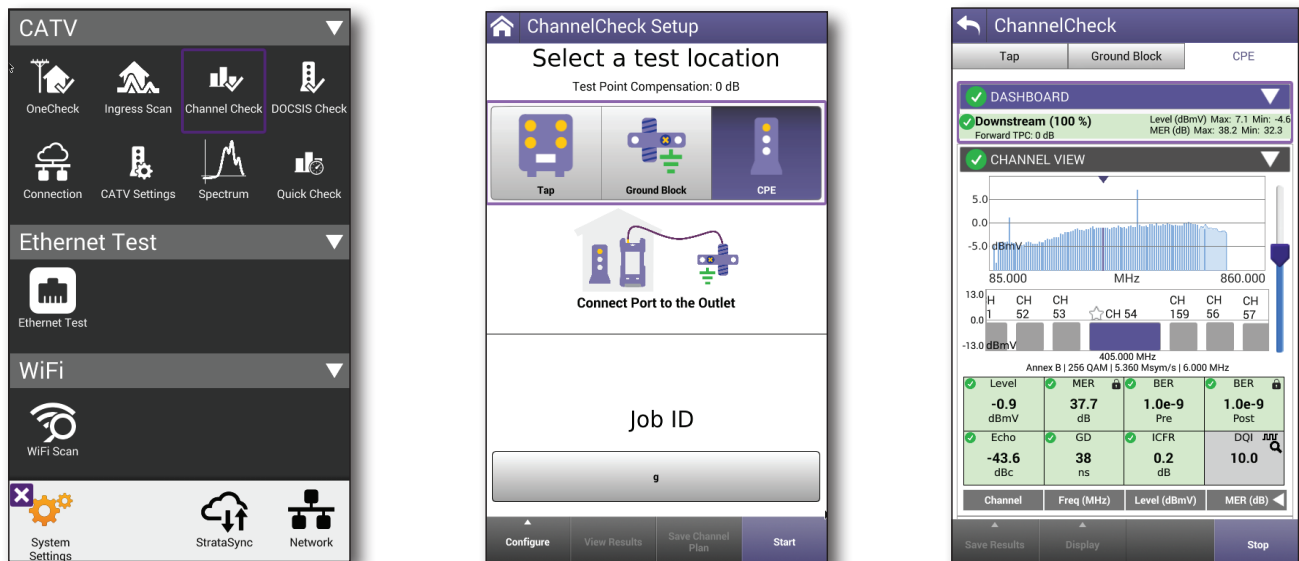 CATV
OneCheck
Ingress Scan
Channel Check
DOCSIS Check
Connection
CATV Settings
Spectrum
Quick Check
Ethernet Test
Ethernet Test
WiFi
WiFi Scan
System
Settings
StrataSync
Network
ChannelCheck Setup
Select a test location
Test Point Compensation: 0 dB
Tap
Ground Block
CPE
Connect Port to the Outlet
Job ID
g
Configure
View Results
Save Channel
Plan
Start
ChannelCheck
Tap
Ground Block
CPE
DASHBOARD
Downstream (100 %)
Forward TPC: 0 dB
Level (dBmV) Max: 7.1 Min: -4.6
MER (dB) Max: 38.2 Min: 32.3
CHANNEL VIEW
5.0
0.0
-5.0 dBmV
85.000 MHz 860.000
13.0
0.0
-13.0 dBmV
H
1
CH
52
CH
53
CH 54
CH
159
CH
56
CH
57
405.000 MHz
Annex B | 256 QAM | 5.360 Msym/s | 6.000 MHz
Level
-0.9
dBmV
MER
37.7
dB
BER
1.0e-9
Pre
BER
1.0e-9
Post
Echo
-43.6
dBc
GD
38
ns
ICFR
0.2
dB
DQI
10.0
Channel
Freq (MHz)
Level (dBmV)
MER (dB)
Save Results
Display
Stop